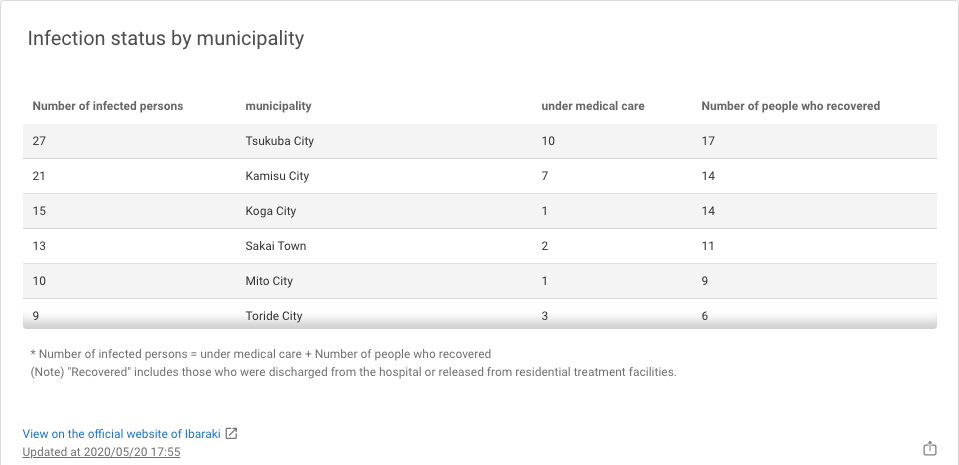 Infection status by municipality
Number of infected persons municipality under medical care Number of people who recovered
27 Tsukuba City 10 17
21 Kamisu City 7 14
15 Koga City 1 14
13 Sakai Town 2 11
10 Mito City 1 9
9 Toride City 3 6
* Number of infected persons = under medical care + Number of people who recovered
(Note) "Recovered" includes those who were discharged from the hospital or released from residential treatment facilities.
View on the official website of Ibaraki
Updated at 2020/05/20 17:55